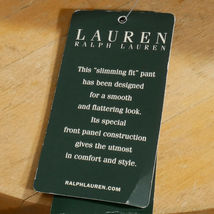 LAUREN
RALPH LAUREN
This "slimming fit" pant
has been designed
for a smooth
and flattering look.
Its special
front panel construction
gives the utmost
in comfort and style.
RALPHLAUREN.COM